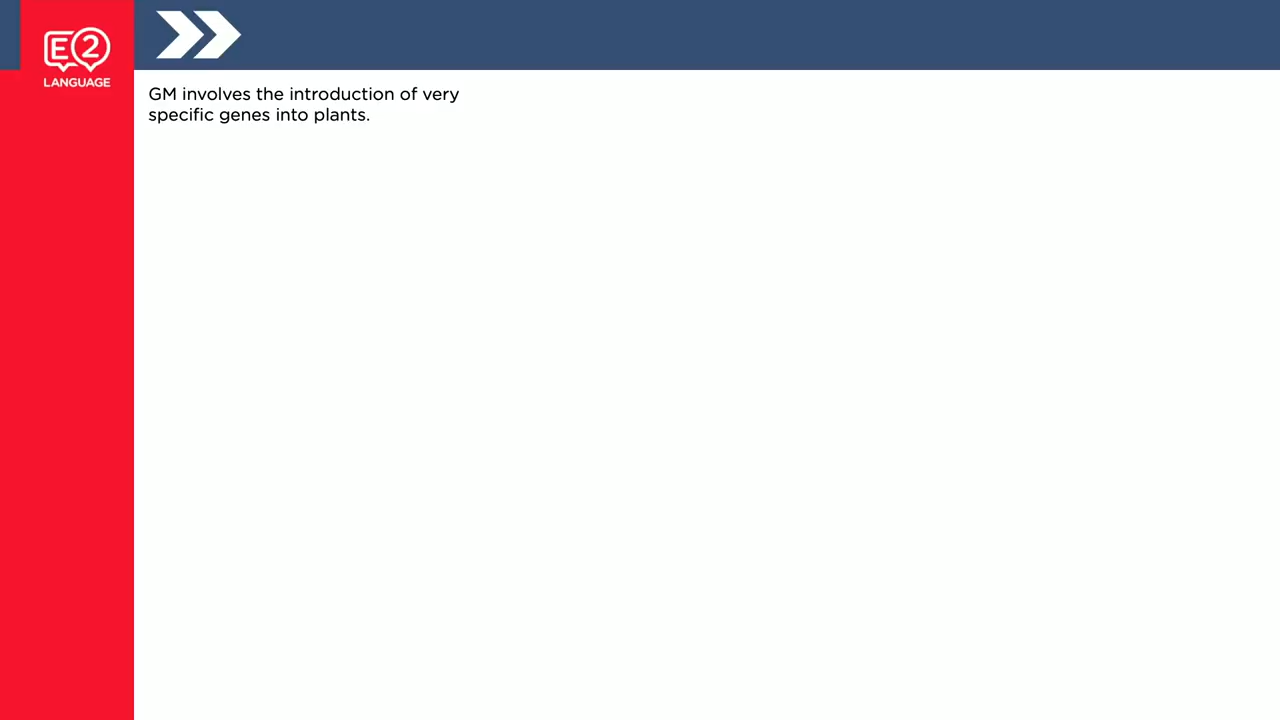 E2
LANGUAGE
GM involves the introduction of very
specific genes into plants.